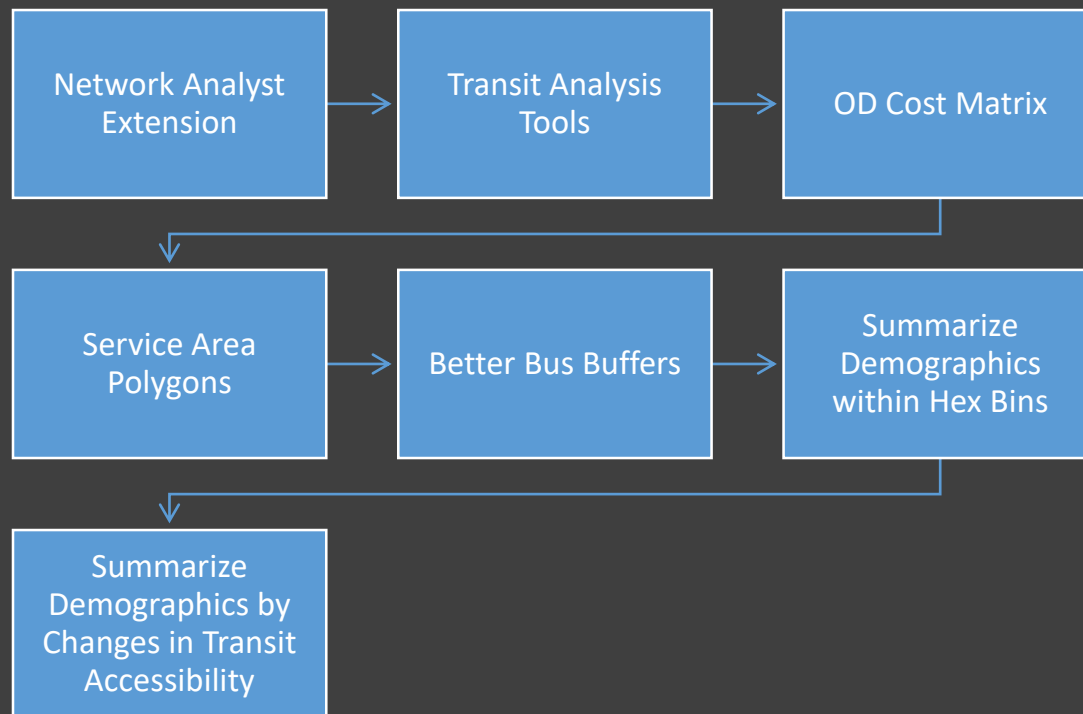 Network Analyst
Extension
Transit Analysis
Tools
OD Cost Matrix
Service Area
Polygons
Better Bus Buffers
Summarize
Demographics
within Hex Bins
Summarize
Demographics by
Changes in Transit
Accessibility